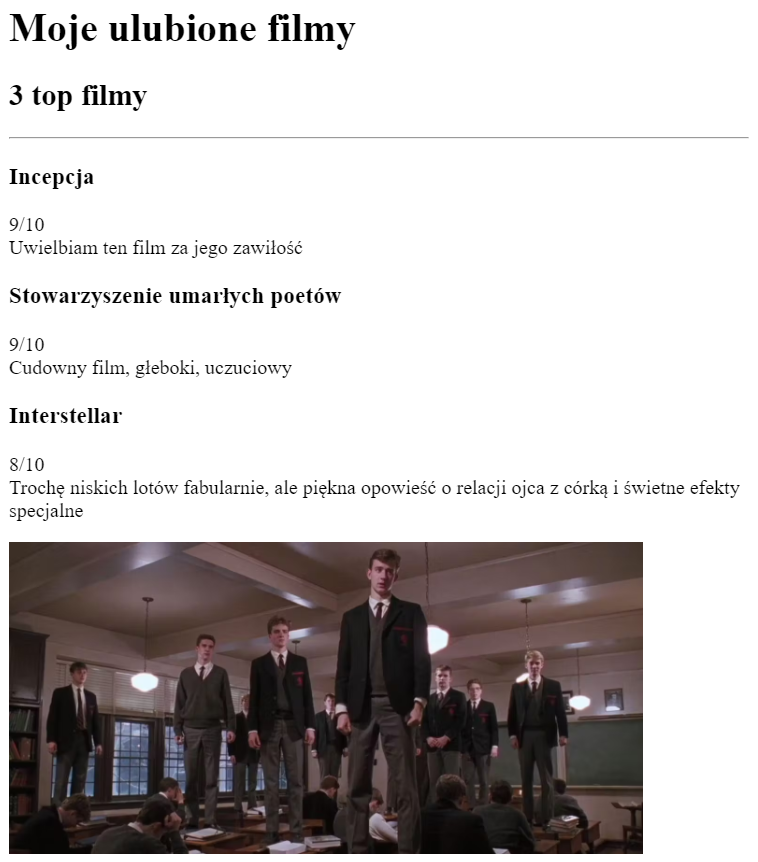 Moje ulubione filmy
3 top filmy
Incepcja
9/10
Uwielbiam ten film za jego zawiłość
Stowarzyszenie umarłych poetów
9/10
Cudowny film, głeboki, uczuciowy
Interstellar
8/10
Trochę niskich lotów fabularnie, ale piękna opowieść o relacji ojca z córką i świetne efekty
specjalne